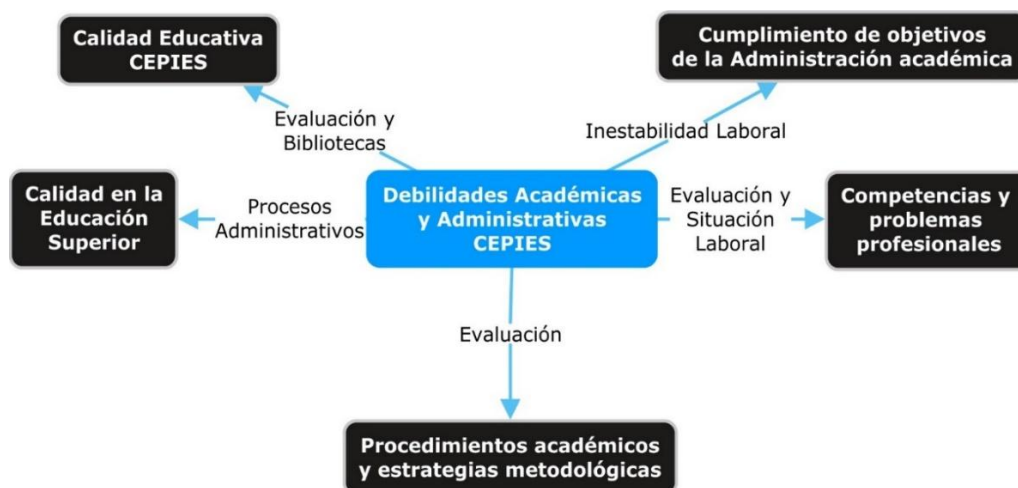 Calidad Educativa
CEPIES
Cumplimiento de objetivos
de la Administración académica
Evaluación y
Bibliotecas
Inestabilidad Laboral
Calidad en la
Educación
Superior
Procesos
Administrativos
Debilidades Académicas
y Administrativas
CEPIES
Evaluación y
Situación
Laboral
Competencias y
problemas
profesionales
Evaluación
Procedimientos académicos
y estrategias metodológicas